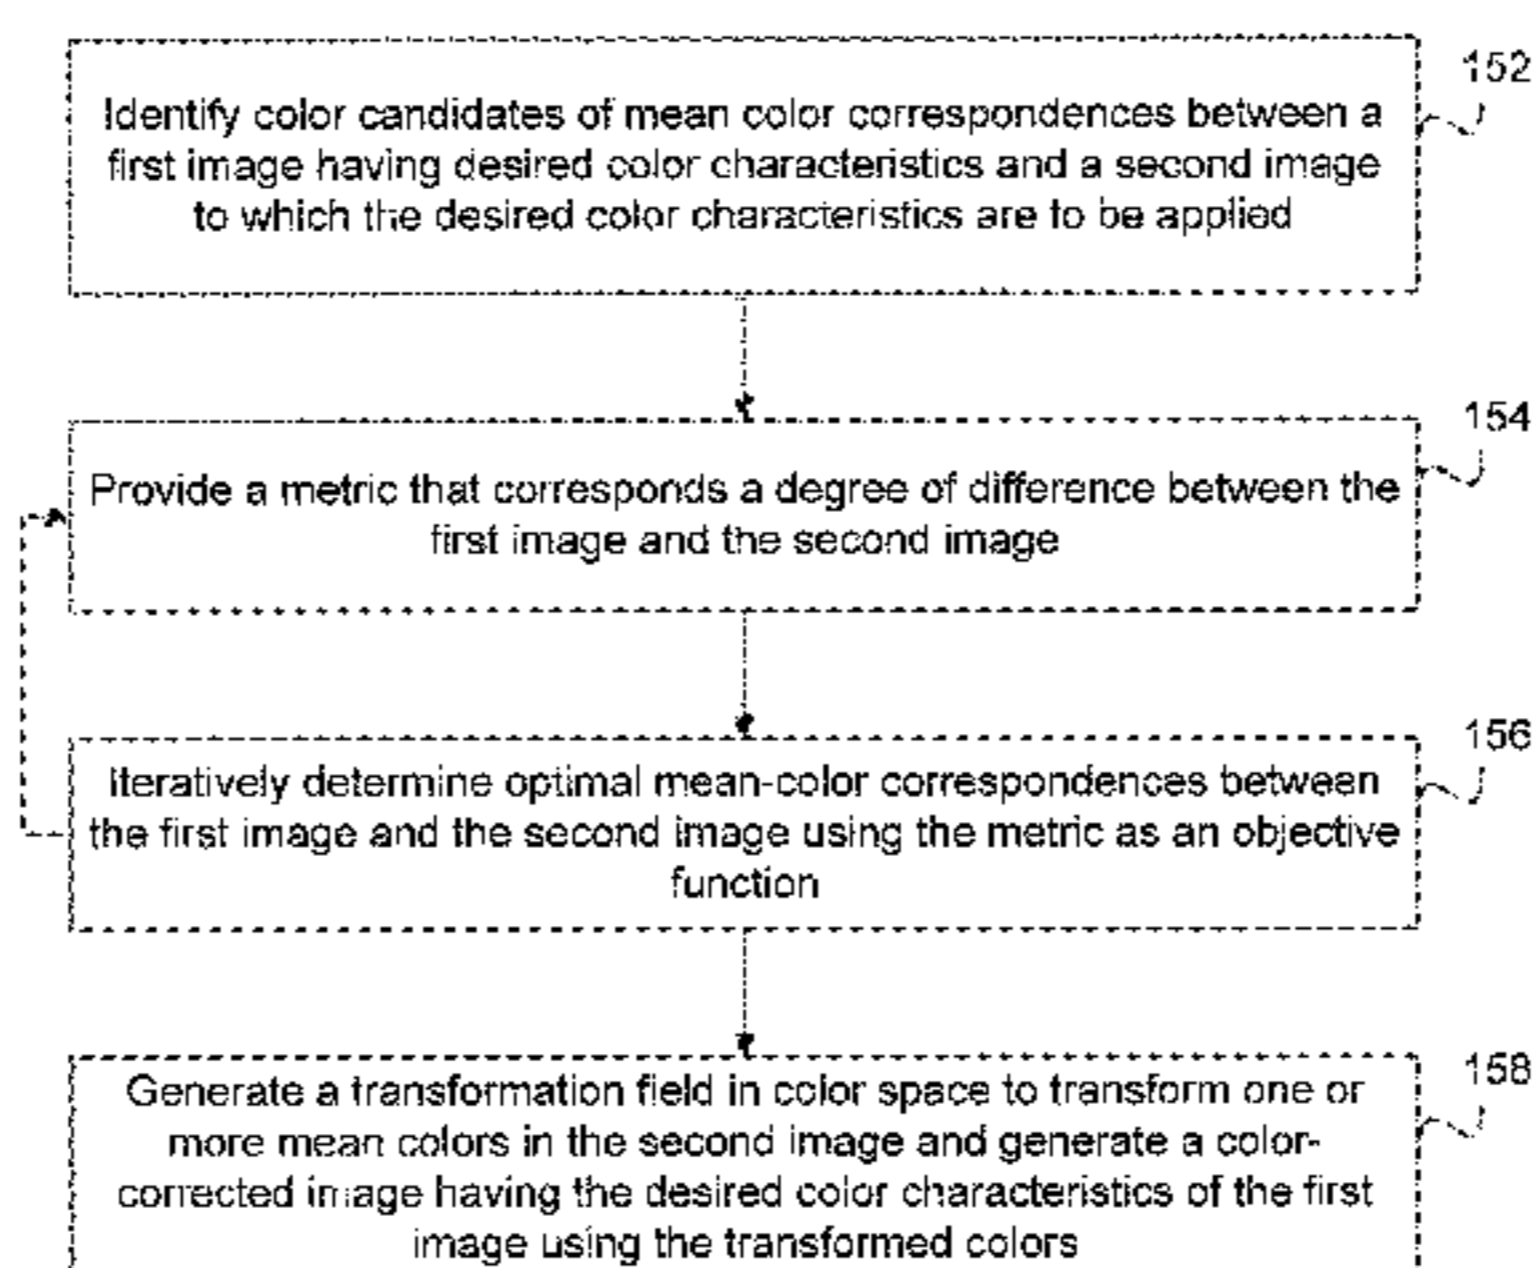 152
Identify color candidates of mean color correspondences between a
first image having desired color characteristics and a second image
to which the desired color characteristics are to be applied
154
Provide a metric that corresponds a degree of difference between the
first image and the second image
156
Iteratively determine optimal mean-color correspondences between
the first image and the second image using the metric as an objective
function
158
Generate a transformation field in color space to transform one or
more mean colors in the second image and generate a color-
corrected image having the desired color characteristics of the first
image using the transformed colors